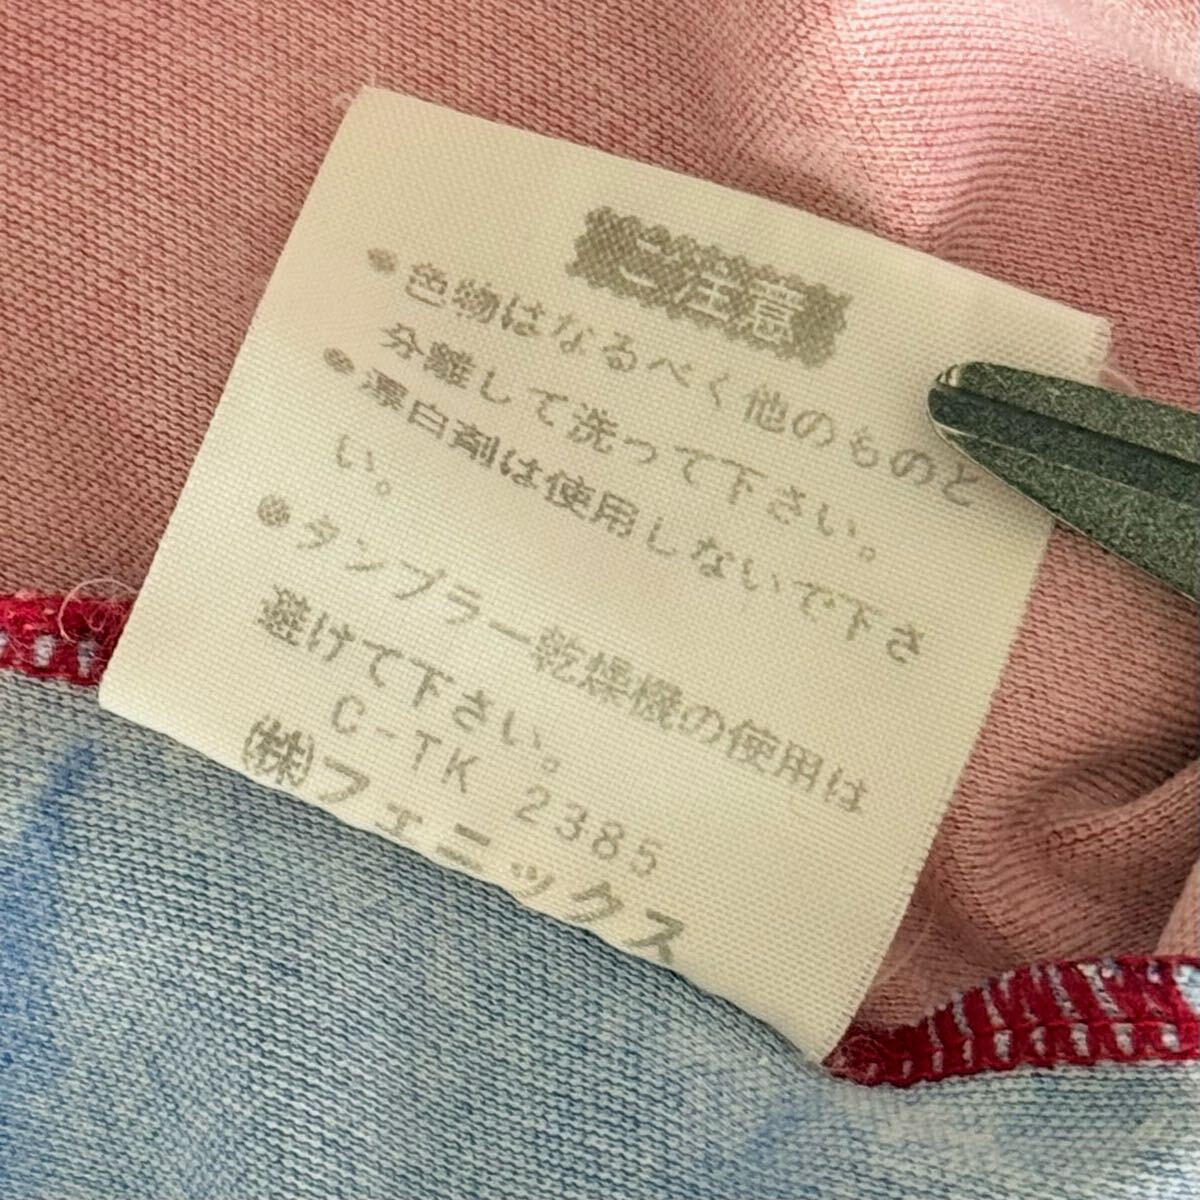 ご注意
●色物はなるべく他のものと
分離して洗って下さい。
●漂白剤は使用しないで下さ
い。
●タンブラー乾燥機の使用は
避けて下さい。
C-TK 2385
㈱フェニックス